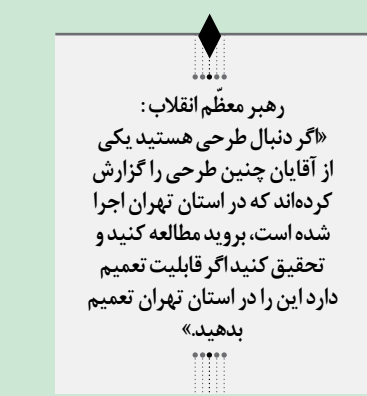 رهبر معظّم انقلاب:
«اگر دنبال طرحی هستید یکی
از آقایان چنین طرحی را گزارش
کرده‌اند که در استان تهران اجرا
شده است، بروید مطالعه کنید و
تحقیق کنید اگر قابلیت تعمیم
دارد این را در استان تهران تعمیم
بدهید.»